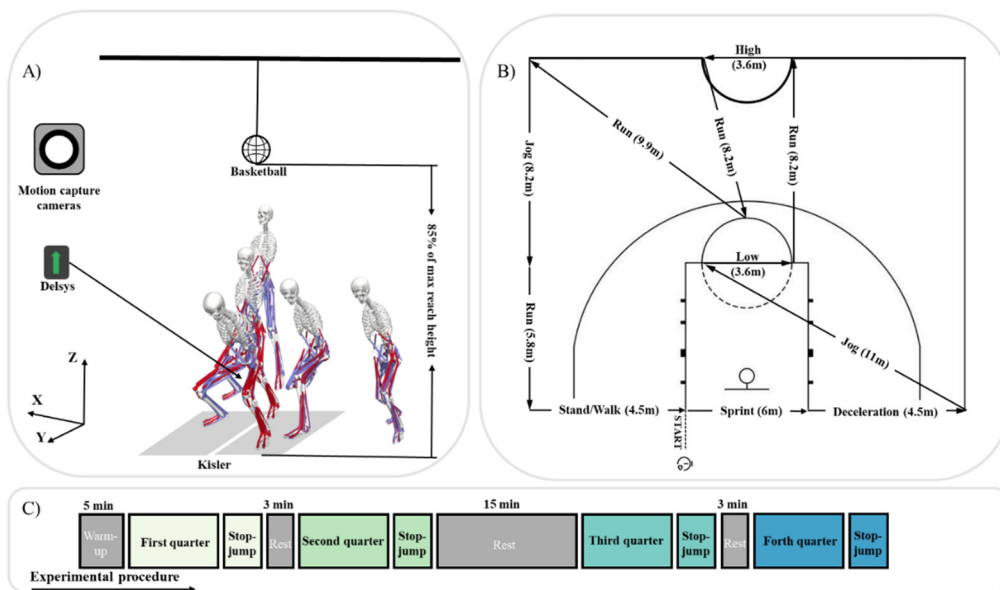 A)
Motion capture
cameras
Basketball
Delsys
85% of max reach height
Z
X
Y
Kisler
B)
High
(3.6m)
Run (9.9m)
Run (8.2m)
Run (8.2m)
Jog (8.2m)
Low
(3.6m)
Run (5.8m)
Jog (11m)
Stand/Walk (4.5m)
Sprint (6m)
Deceleration (4.5m)
START
C)
5 min
3 min
15 min
3 min
Warm-
up
First quarter
Stop-
jump
Rest
Second quarter
Stop-
jump
Rest
Third quarter
Stop-
jump
Rest
Forth quarter
Stop-
jump
Experimental procedure